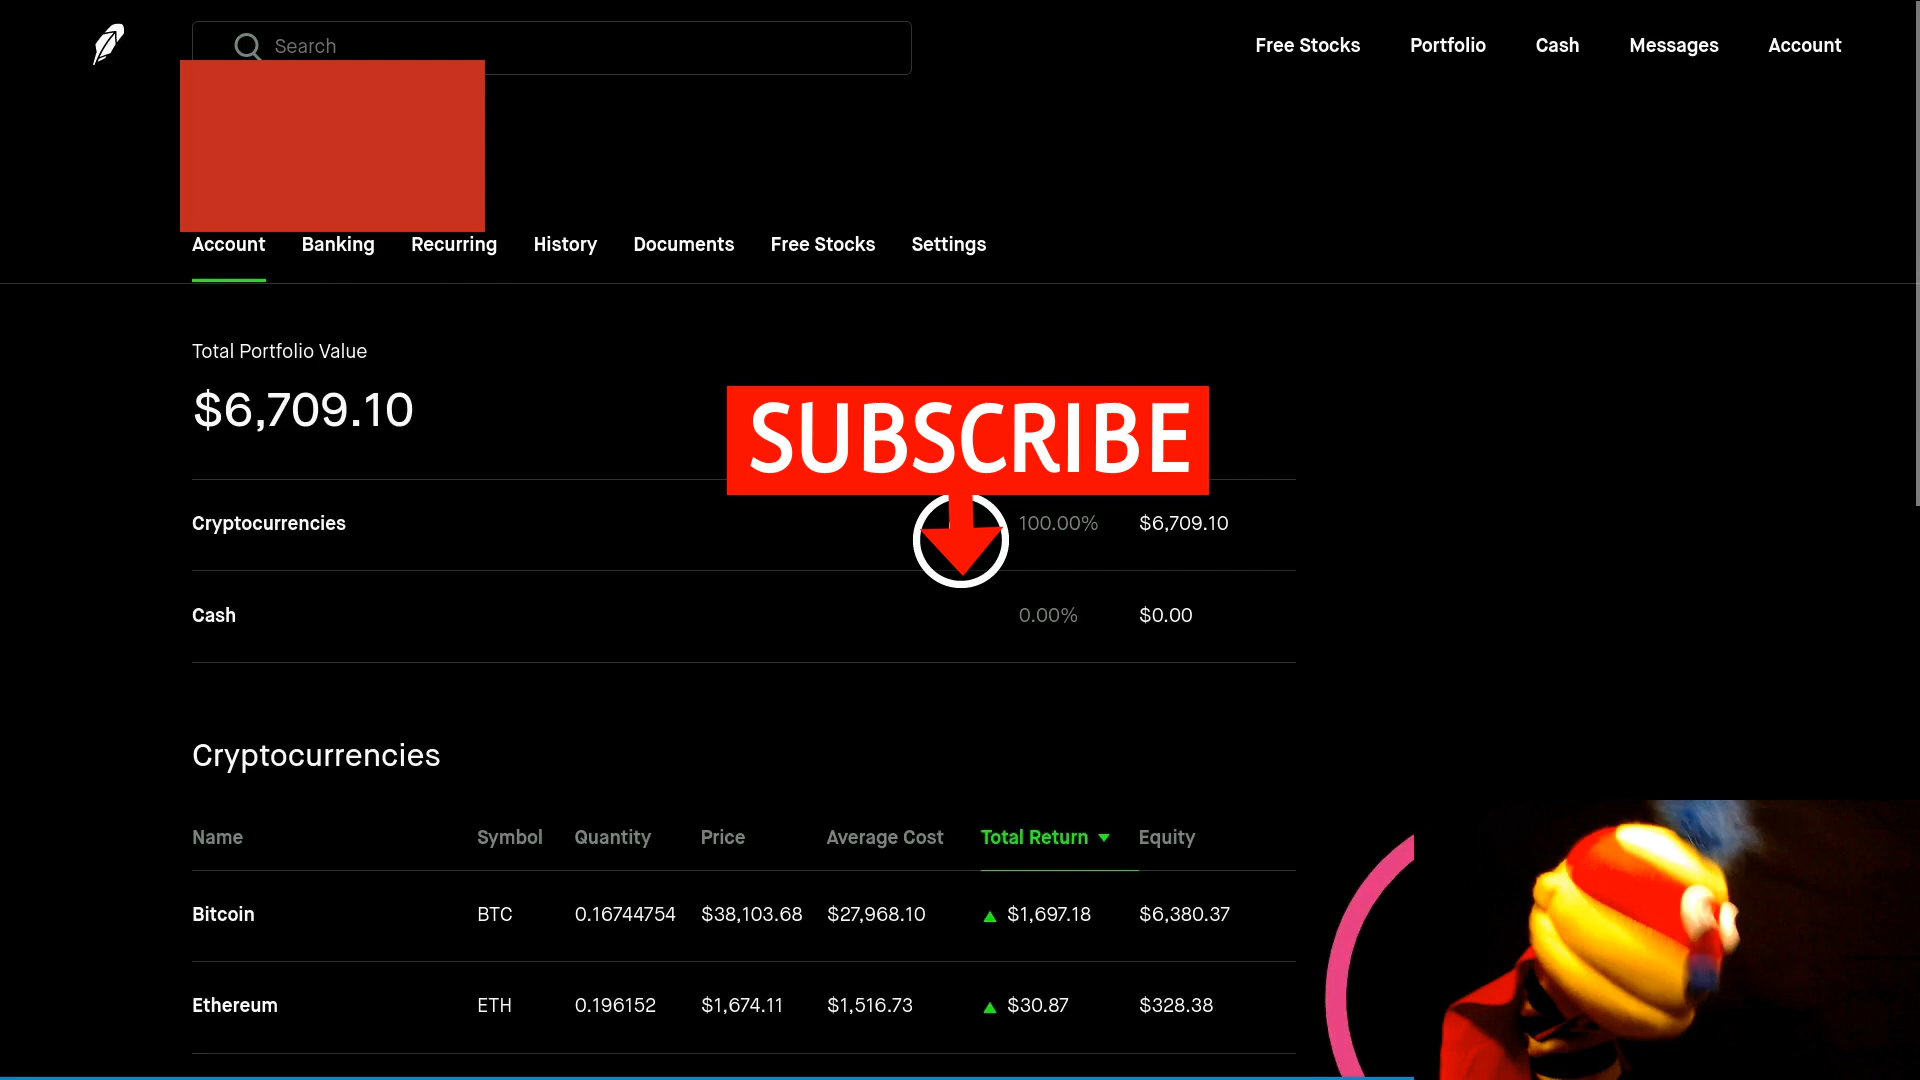 Search
Free Stocks Portfolio Cash Messages Account
Account Banking Recurring History Documents Free Stocks Settings
Total Portfolio Value
$6,709.10
SUBSCRIBE
Cryptocurrencies 100.00% $6,709.10
Cash 0.00% $0.00
Cryptocurrencies
Name Symbol Quantity Price Average Cost Total Return Equity
Bitcoin BTC 0.16744754 $38,103.68 $27,968.10 $1,697.18 $6,380.37
Ethereum ETH 0.196152 $1,674.11 $1,516.73 $30.87 $328.38